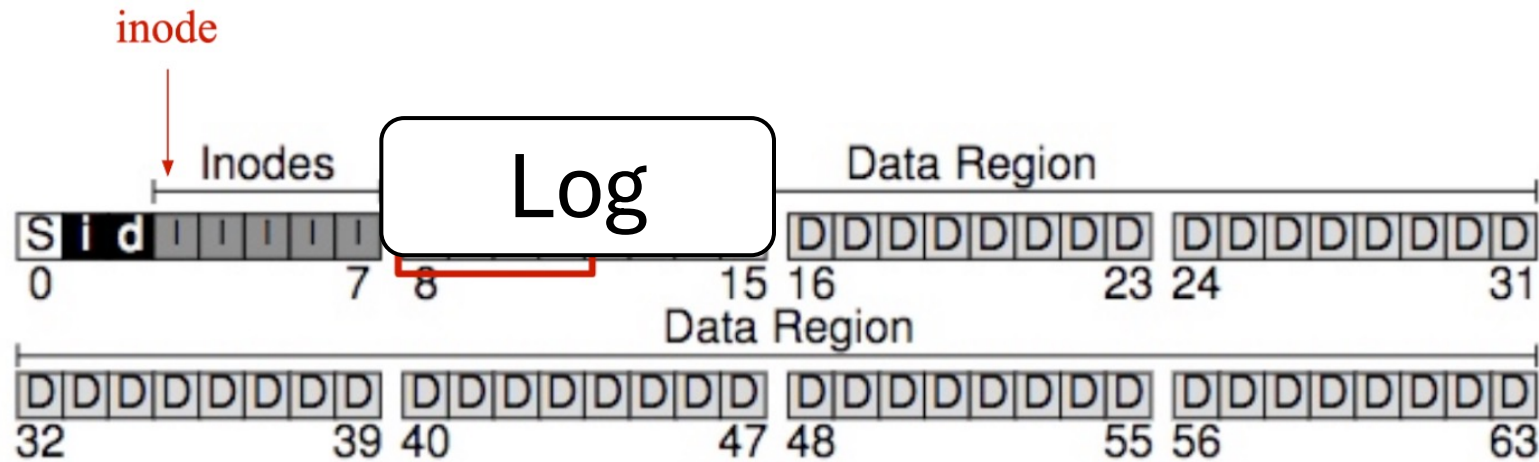 inode
Inodes
Log
Data Region
S i d I I I I I D D D D D D D D D D D D D D D D
0 7 8 15 16 23 24 31
Data Region
D D D D D D D D D D D D D D D D D D D D D D D D D D D D D D D D
32 39 40 47 48 55 56 63